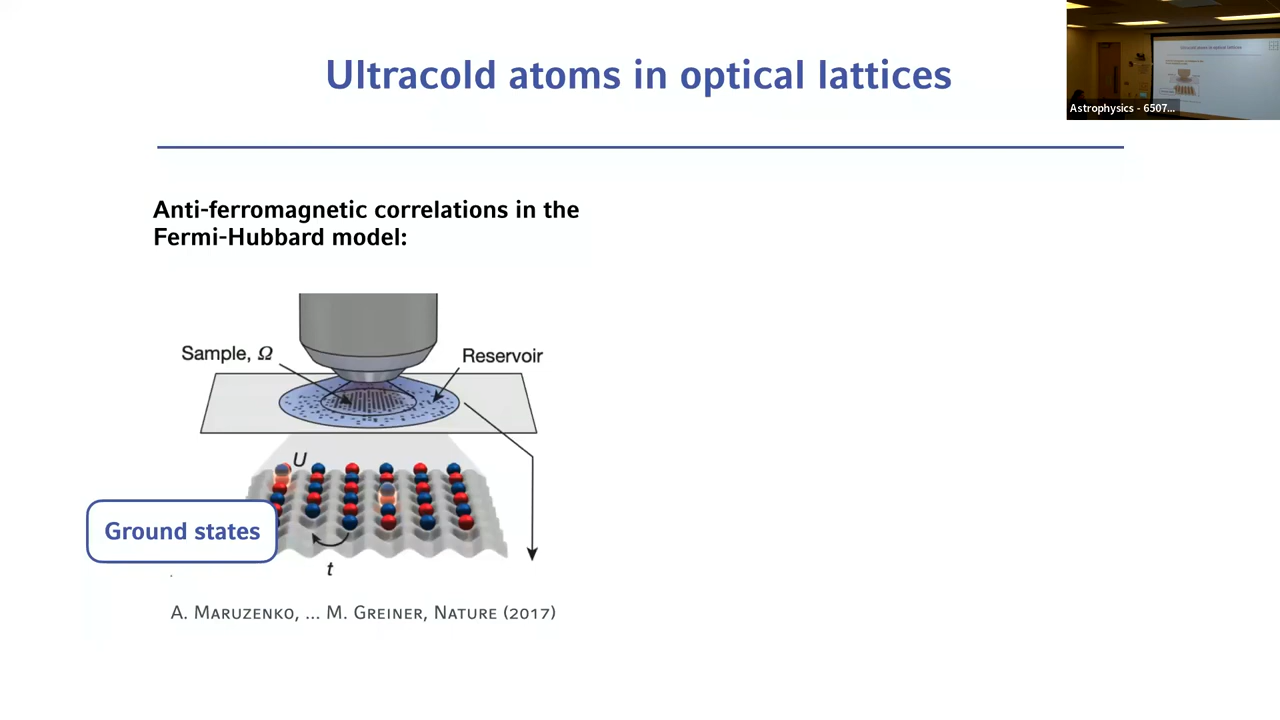 Ultracold atoms in optical lattices
Astrophysics - 6507...
Anti-ferromagnetic correlations in the
Fermi-Hubbard model:
Sample, Ω
Reservoir
U
Ground states
t
A. Maruzenko, ... M. Greiner, Nature (2017)